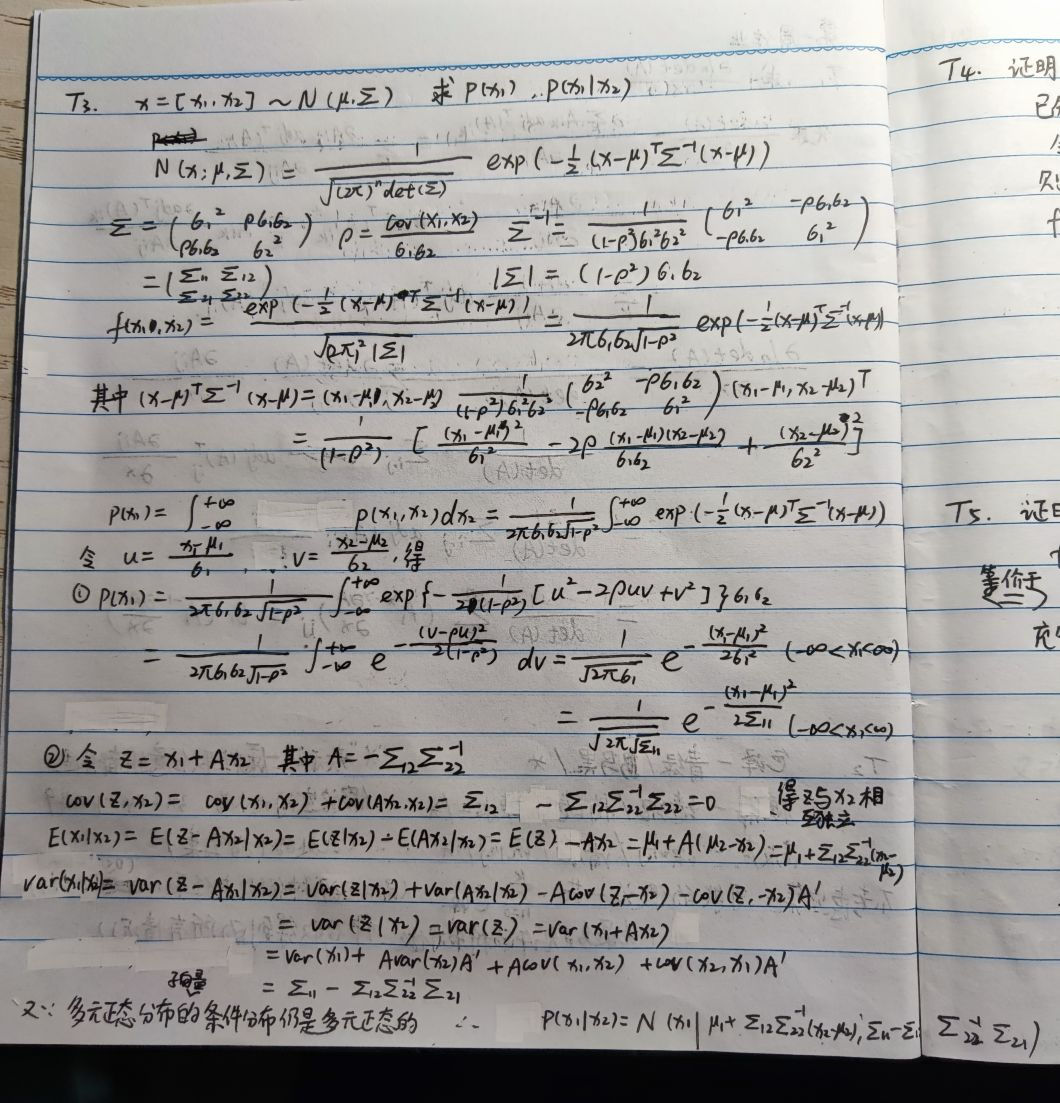 T3. x=[x₁,x₂] ~ N(μ,Σ) 求 P(x₁), P(x₁|x₂)
N(x;μ,Σ) = 1/√((2π)ⁿdet(Σ)) exp(-½(x-μ)ᵀΣ⁻¹(x-μ))
Σ = (σ₁² ρσ₁σ₂ ; ρσ₁σ₂ σ₂²) ρ = cov(x₁,x₂)/σ₁σ₂ Σ⁻¹ = 1/((1-ρ²)σ₁²σ₂²) (σ₁² -ρσ₁σ₂ ; -ρσ₁σ₂ σ₁²)
= (Σ₁₁ Σ₁₂ ; Σ₂₁ Σ₂₂) |Σ| = (1-ρ²)σ₁σ₂
f(x₁,x₂) = exp(-½(x-μ)ᵀΣ⁻¹(x-μ))/√((2π)²|Σ|) = 1/(2πσ₁σ₂√(1-ρ²)) exp(-½(x-μ)ᵀΣ⁻¹(x-μ)
其中 (x-μ)ᵀΣ⁻¹(x-μ) = (x₁-μ₁, x₂-μ₂) 1/((1-ρ²)σ₁²σ₂²) (σ₂² -ρσ₁σ₂ ; -ρσ₁σ₂ σ₁²)·(x₁-μ₁, x₂-μ₂)ᵀ
= 1/(1-ρ²) [(x₁-μ₁)²/σ₁² - 2ρ (x₁-μ₁)(x₂-μ₂)/σ₁σ₂ + (x₂-μ₂)²/σ₂²]
P(x₁) = ∫₋∞⁺∞ p(x₁,x₂)dx₂ = 1/(2πσ₁σ₂√(1-ρ²)) ∫₋∞⁺∞ exp(-½(x-μ)ᵀΣ⁻¹(x-μ))
令 u = (x₁-μ₁)/σ₁, v = (x₂-μ₂)/σ₂, 得
① P(x₁) = 1/(2πσ₁σ₂√(1-ρ²)) ∫₋∞⁺∞ exp{-1/(2(1-ρ²)) [u²-2ρuv+v²]} σ₁σ₂
= 1/(2πσ₁σ₂√(1-ρ²)) ∫₋∞⁺∞ e^(-(v-ρu)²/(2(1-ρ²))) dv = 1/(√(2π)σ₁) e^(-(x₁-μ₁)²/(2σ₁²)) (-∞<x₁<∞)
= 1/(√(2π)√Σ₁₁) e^(-(x₁-μ₁)²/(2Σ₁₁)) (-∞<x₁<∞)
② 令 Z = x₁+Ax₂ 其中 A = -Σ₁₂Σ₂₂⁻¹
cov(Z,x₂) = cov(x₁,x₂)+cov(Ax₂,x₂) = Σ₁₂ - Σ₁₂Σ₂₂⁻¹Σ₂₂ = 0 得Z与x₂相互独立
E(x₁|x₂) = E(Z-Ax₂|x₂) = E(Z|x₂)-E(Ax₂|x₂) = E(Z)-Ax₂ = μ₁+A(μ₂-x₂) = μ₁+Σ₁₂Σ₂₂⁻¹(x₂-μ₂)
var(x₁|x₂) = var(Z-Ax₁|x₂) = var(Z|x₂)+var(Ax₂|x₂)-Acov(Z,-x₂)-cov(Z,-x₂)A'
= var(Z|x₂) = var(Z) = var(x₁+Ax₂)
= var(x₁)+Avar(x₂)A'+Acov(x₁,x₂)+cov(x₂,x₁)A'
= Σ₁₁ - Σ₁₂Σ₂₂⁻¹Σ₂₁
又∵ 多元正态分布的子向量条件分布仍是多元正态的 ∴ p(x₁|x₂) = N(x₁|μ₁+Σ₁₂Σ₂₂⁻¹(x₂-μ₂), Σ₁₁-Σ₁ Σ₂₂⁻¹Σ₂₁)
T4. 证明
T5. 证
等价于
充